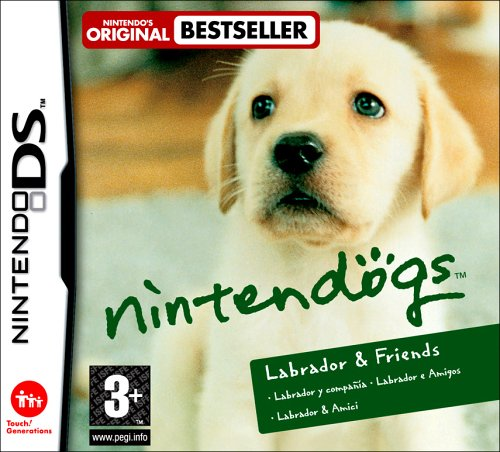 NINTENDO'S
ORIGINAL BESTSELLER
NINTENDO DS™
nintendogs™
Labrador & Friends
· Labrador y compañía · Labrador e Amigos
· Labrador & Amici
3+
www.pegi.info
Touch!
Generations